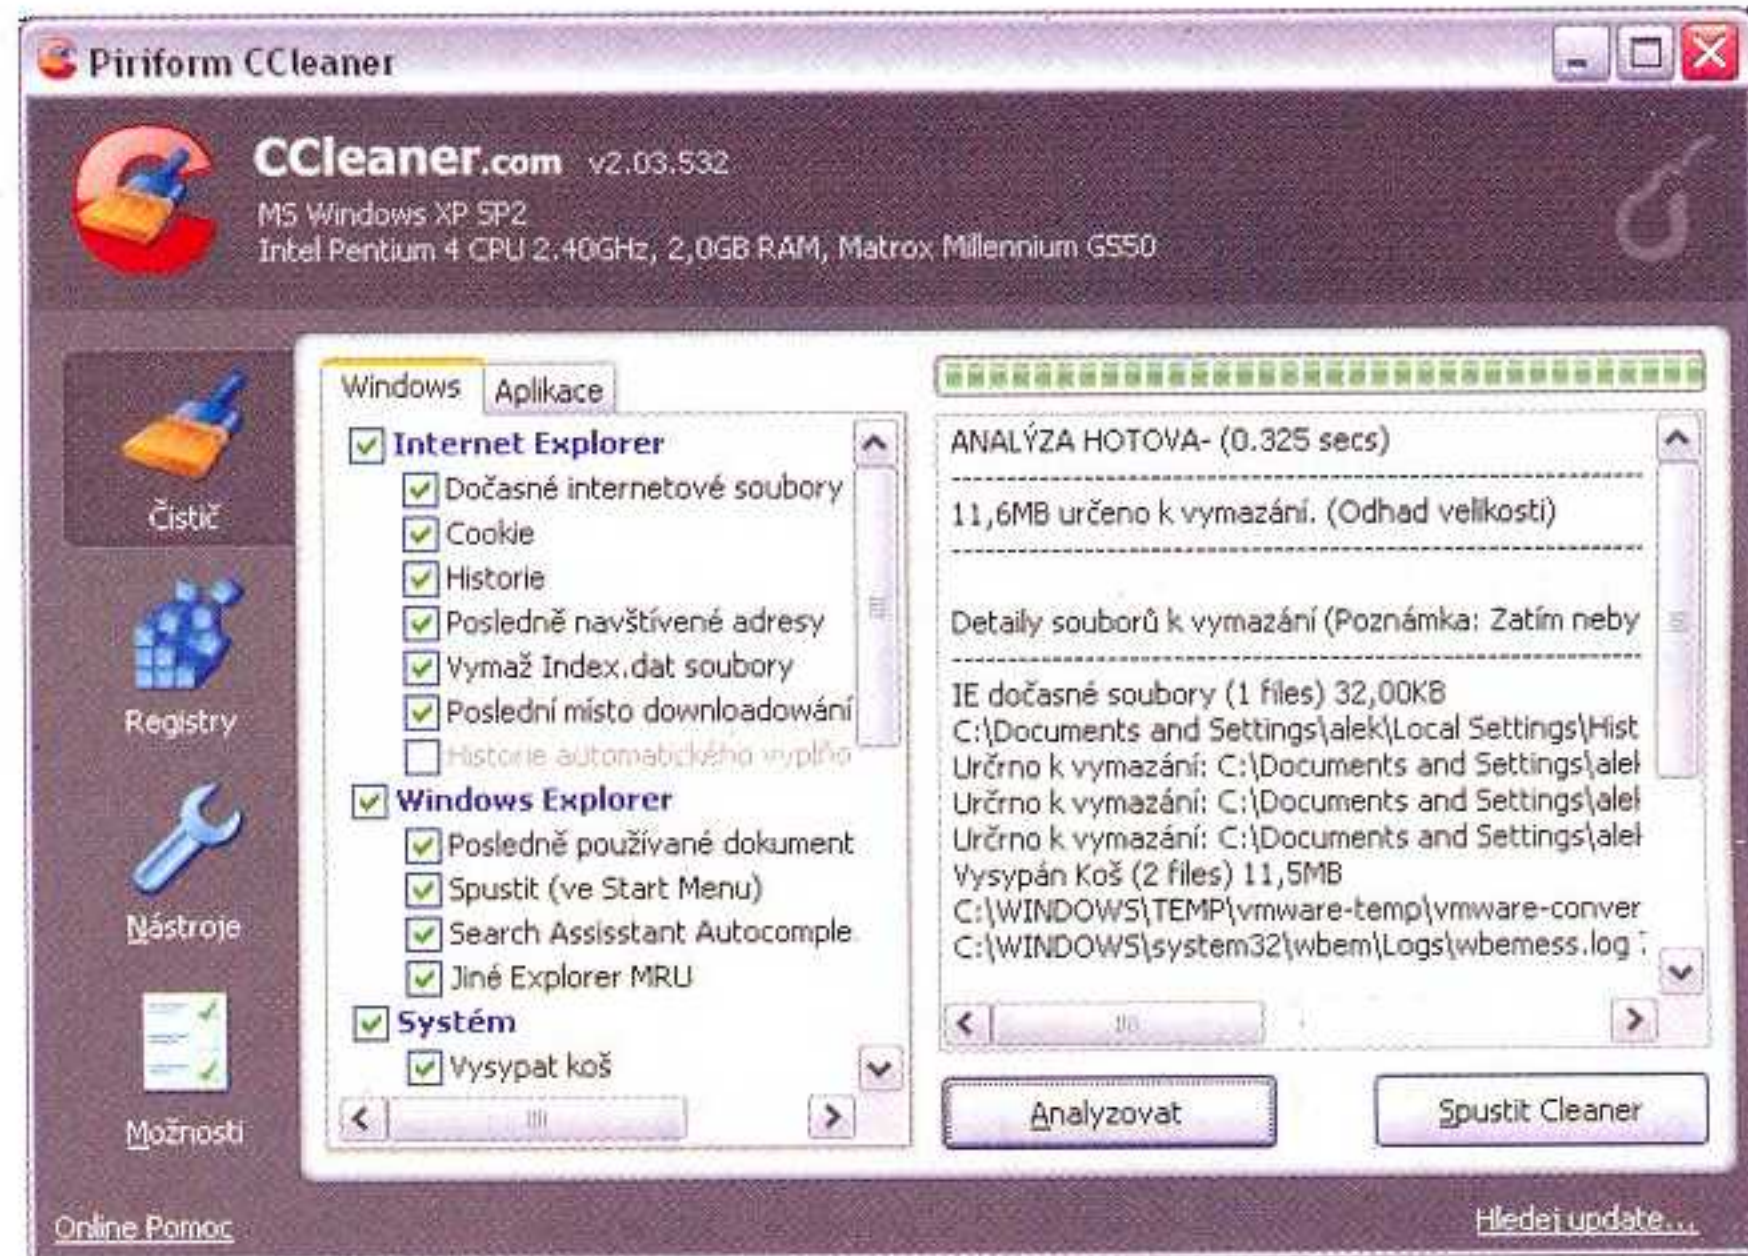 Piriform CCleaner
CCleaner.com v2.03.532
MS Windows XP SP2
Intel Pentium 4 CPU 2.40GHz, 2,0GB RAM, Matrox Millennium G550
Čistič
Registry
Nástroje
Možnosti
Windows
Aplikace
Internet Explorer
Dočasné internetové soubory
Cookie
Historie
Posledně navštívené adresy
Vymaž Index.dat soubory
Poslední místo downloadowání
Historie automatického vyplňo
Windows Explorer
Posledně používané dokument
Spustit (ve Start Menu)
Search Assisstant Autocomple
Jiné Explorer MRU
Systém
Vysypat koš
ANALÝZA HOTOVA- (0.325 secs)
11,6MB určeno k vymazání. (Odhad velikosti)
Detaily souborů k vymazání (Poznámka: Zatím neby
IE dočasné soubory (1 files) 32,00KB
C:\Documents and Settings\alek\Local Settings\Hist
Určrno k vymazání: C:\Documents and Settings\alek
Určrno k vymazání: C:\Documents and Settings\alek
Určrno k vymazání: C:\Documents and Settings\alek
Vysypán Koš (2 files) 11,5MB
C:\WINDOWS\TEMP\vmware-temp\vmware-conver
C:\WINDOWS\system32\wbem\Logs\wbemess.log
Analyzovat
Spustit Cleaner
Online Pomoc
Hledej update...